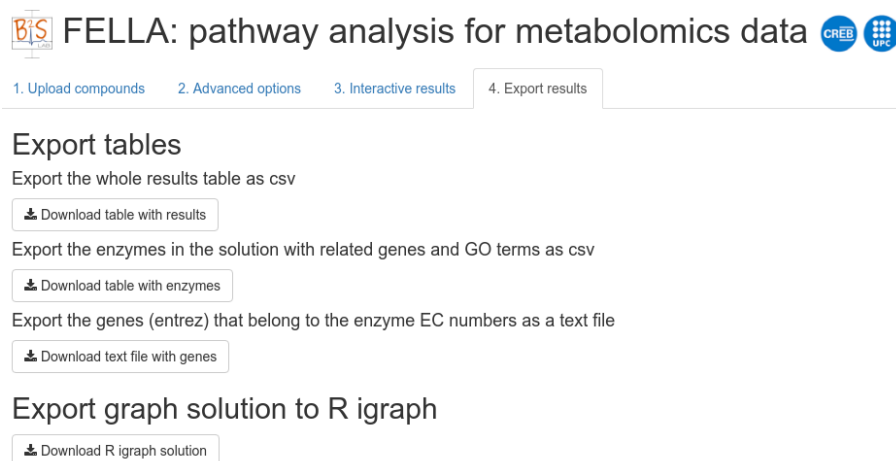 B2S LAB FELLA: pathway analysis for metabolomics data CREB UPC
1. Upload compounds 2. Advanced options 3. Interactive results 4. Export results
Export tables
Export the whole results table as csv
Download table with results
Export the enzymes in the solution with related genes and GO terms as csv
Download table with enzymes
Export the genes (entrez) that belong to the enzyme EC numbers as a text file
Download text file with genes
Export graph solution to R igraph
Download R igraph solution